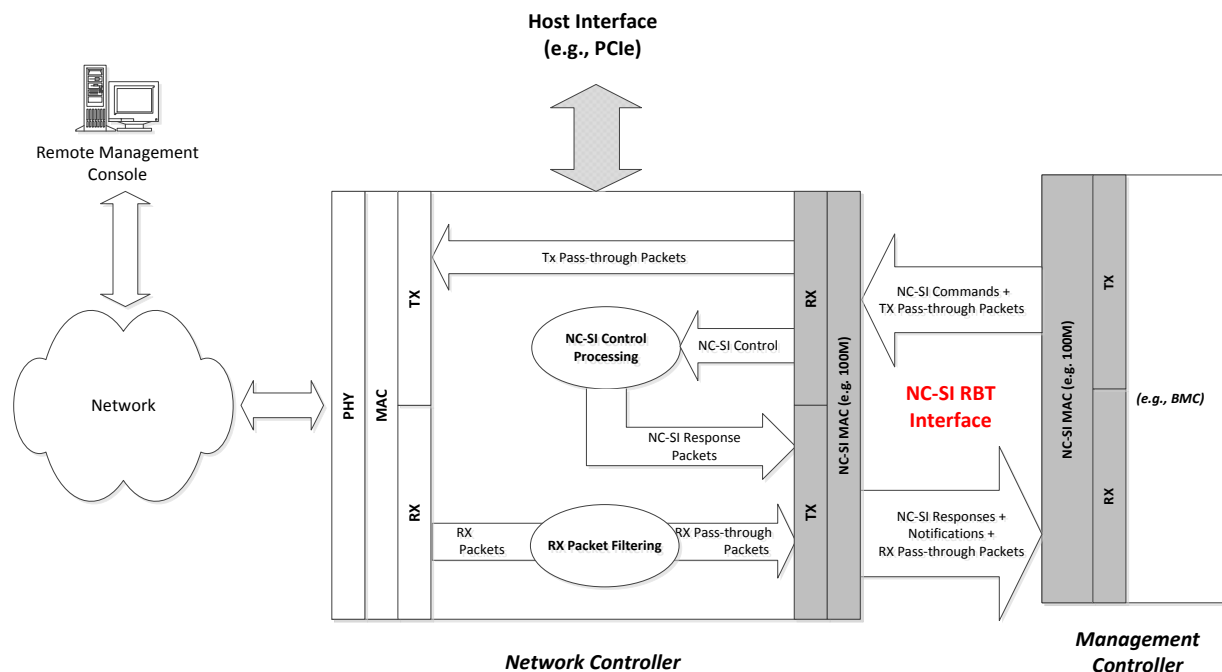 Host Interface
(e.g., PCIe)
Remote Management
Console
Network
PHY
MAC
TX
RX
Tx Pass-through Packets
NC-SI Control
Processing
NC-SI Control
NC-SI Response
Packets
RX
Packets
RX Packet Filtering
RX Pass-through
Packets
RX
TX
NC-SI MAC (e.g. 100M)
NC-SI Commands +
TX Pass-through Packets
NC-SI RBT
Interface
NC-SI Responses +
Notifications +
RX Pass-through Packets
NC-SI MAC (e.g. 100M)
TX
RX
(e.g., BMC)
Network Controller
Management
Controller